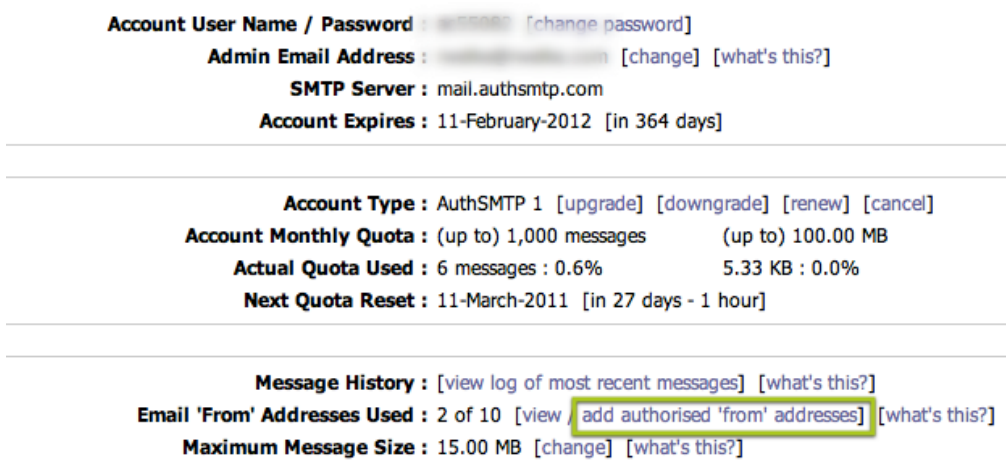 Account User Name / Password : [change password]
Admin Email Address : [change] [what's this?]
SMTP Server : mail.authsmtp.com
Account Expires : 11-February-2012 [in 364 days]
Account Type : AuthSMTP 1 [upgrade] [downgrade] [renew] [cancel]
Account Monthly Quota : (up to) 1,000 messages (up to) 100.00 MB
Actual Quota Used : 6 messages : 0.6% 5.33 KB : 0.0%
Next Quota Reset : 11-March-2011 [in 27 days - 1 hour]
Message History : [view log of most recent messages] [what's this?]
Email 'From' Addresses Used : 2 of 10 [view / add authorised 'from' addresses] [what's this?]
Maximum Message Size : 15.00 MB [change] [what's this?]